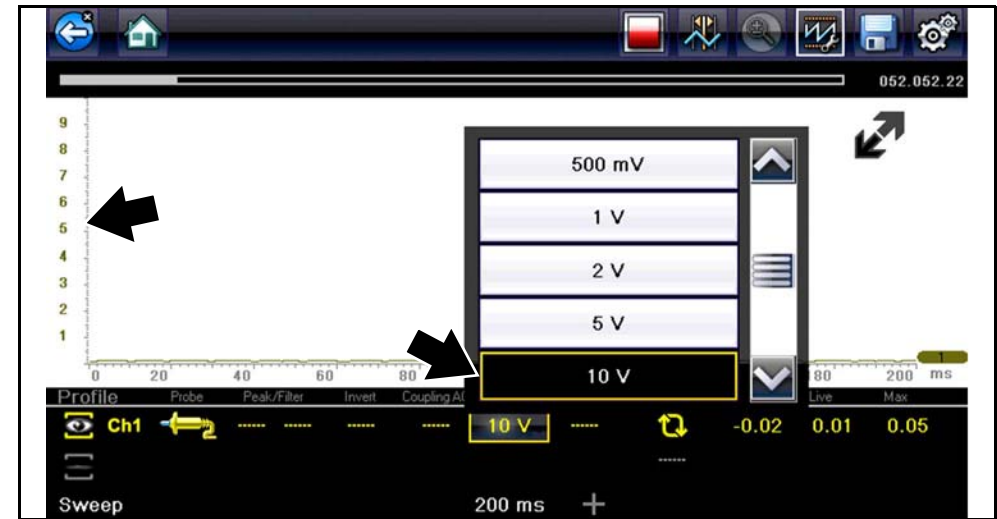 052.052.22
9
8
7
6
5
4
3
2
1
500 mV
1 V
2 V
5 V
10 V
1
0 20 40 60 80 80 200 ms
Profile Probe Peak/Filter Invert Coupling Live Max
Ch1 ------ ------ ------ ------ 10 V ------ -0.02 0.01 0.05
------
Sweep 200 ms +